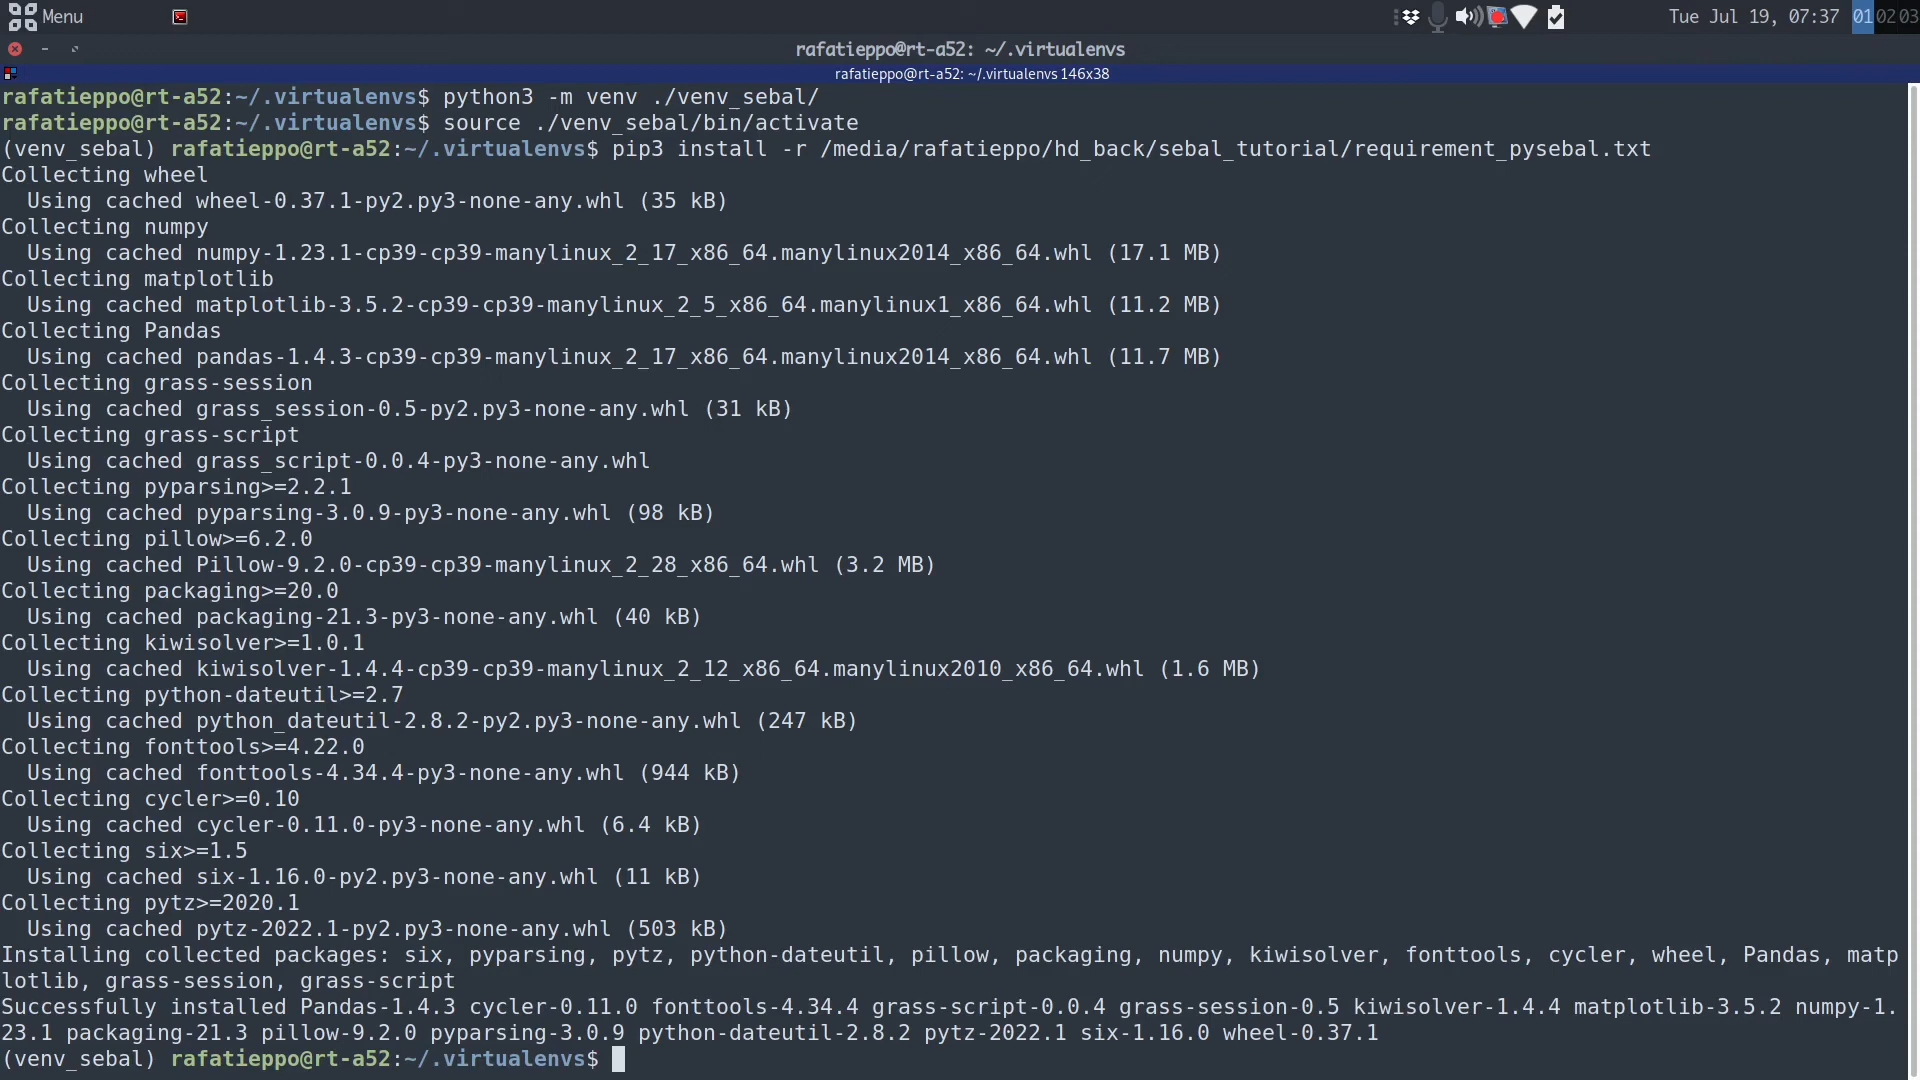 Menu
Tue Jul 19, 07:37 01 02 03
rafatieppo@rt-a52: ~/.virtualenvs
rafatieppo@rt-a52: ~/.virtualenvs 146x38
rafatieppo@rt-a52:~/.virtualenvs$ python3 -m venv ./venv_sebal/
rafatieppo@rt-a52:~/.virtualenvs$ source ./venv_sebal/bin/activate
(venv_sebal) rafatieppo@rt-a52:~/.virtualenvs$ pip3 install -r /media/rafatieppo/hd_back/sebal_tutorial/requirement_pysebal.txt
Collecting wheel
  Using cached wheel-0.37.1-py2.py3-none-any.whl (35 kB)
Collecting numpy
  Using cached numpy-1.23.1-cp39-cp39-manylinux_2_17_x86_64.manylinux2014_x86_64.whl (17.1 MB)
Collecting matplotlib
  Using cached matplotlib-3.5.2-cp39-cp39-manylinux_2_5_x86_64.manylinux1_x86_64.whl (11.2 MB)
Collecting Pandas
  Using cached pandas-1.4.3-cp39-cp39-manylinux_2_17_x86_64.manylinux2014_x86_64.whl (11.7 MB)
Collecting grass-session
  Using cached grass_session-0.5-py2.py3-none-any.whl (31 kB)
Collecting grass-script
  Using cached grass_script-0.0.4-py3-none-any.whl
Collecting pyparsing>=2.2.1
  Using cached pyparsing-3.0.9-py3-none-any.whl (98 kB)
Collecting pillow>=6.2.0
  Using cached Pillow-9.2.0-cp39-cp39-manylinux_2_28_x86_64.whl (3.2 MB)
Collecting packaging>=20.0
  Using cached packaging-21.3-py3-none-any.whl (40 kB)
Collecting kiwisolver>=1.0.1
  Using cached kiwisolver-1.4.4-cp39-cp39-manylinux_2_12_x86_64.manylinux2010_x86_64.whl (1.6 MB)
Collecting python-dateutil>=2.7
  Using cached python_dateutil-2.8.2-py2.py3-none-any.whl (247 kB)
Collecting fonttools>=4.22.0
  Using cached fonttools-4.34.4-py3-none-any.whl (944 kB)
Collecting cycler>=0.10
  Using cached cycler-0.11.0-py3-none-any.whl (6.4 kB)
Collecting six>=1.5
  Using cached six-1.16.0-py2.py3-none-any.whl (11 kB)
Collecting pytz>=2020.1
  Using cached pytz-2022.1-py2.py3-none-any.whl (503 kB)
Installing collected packages: six, pyparsing, pytz, python-dateutil, pillow, packaging, numpy, kiwisolver, fonttools, cycler, wheel, Pandas, matp
lotlib, grass-session, grass-script
Successfully installed Pandas-1.4.3 cycler-0.11.0 fonttools-4.34.4 grass-script-0.0.4 grass-session-0.5 kiwisolver-1.4.4 matplotlib-3.5.2 numpy-1.
23.1 packaging-21.3 pillow-9.2.0 pyparsing-3.0.9 python-dateutil-2.8.2 pytz-2022.1 six-1.16.0 wheel-0.37.1
(venv_sebal) rafatieppo@rt-a52:~/.virtualenvs$